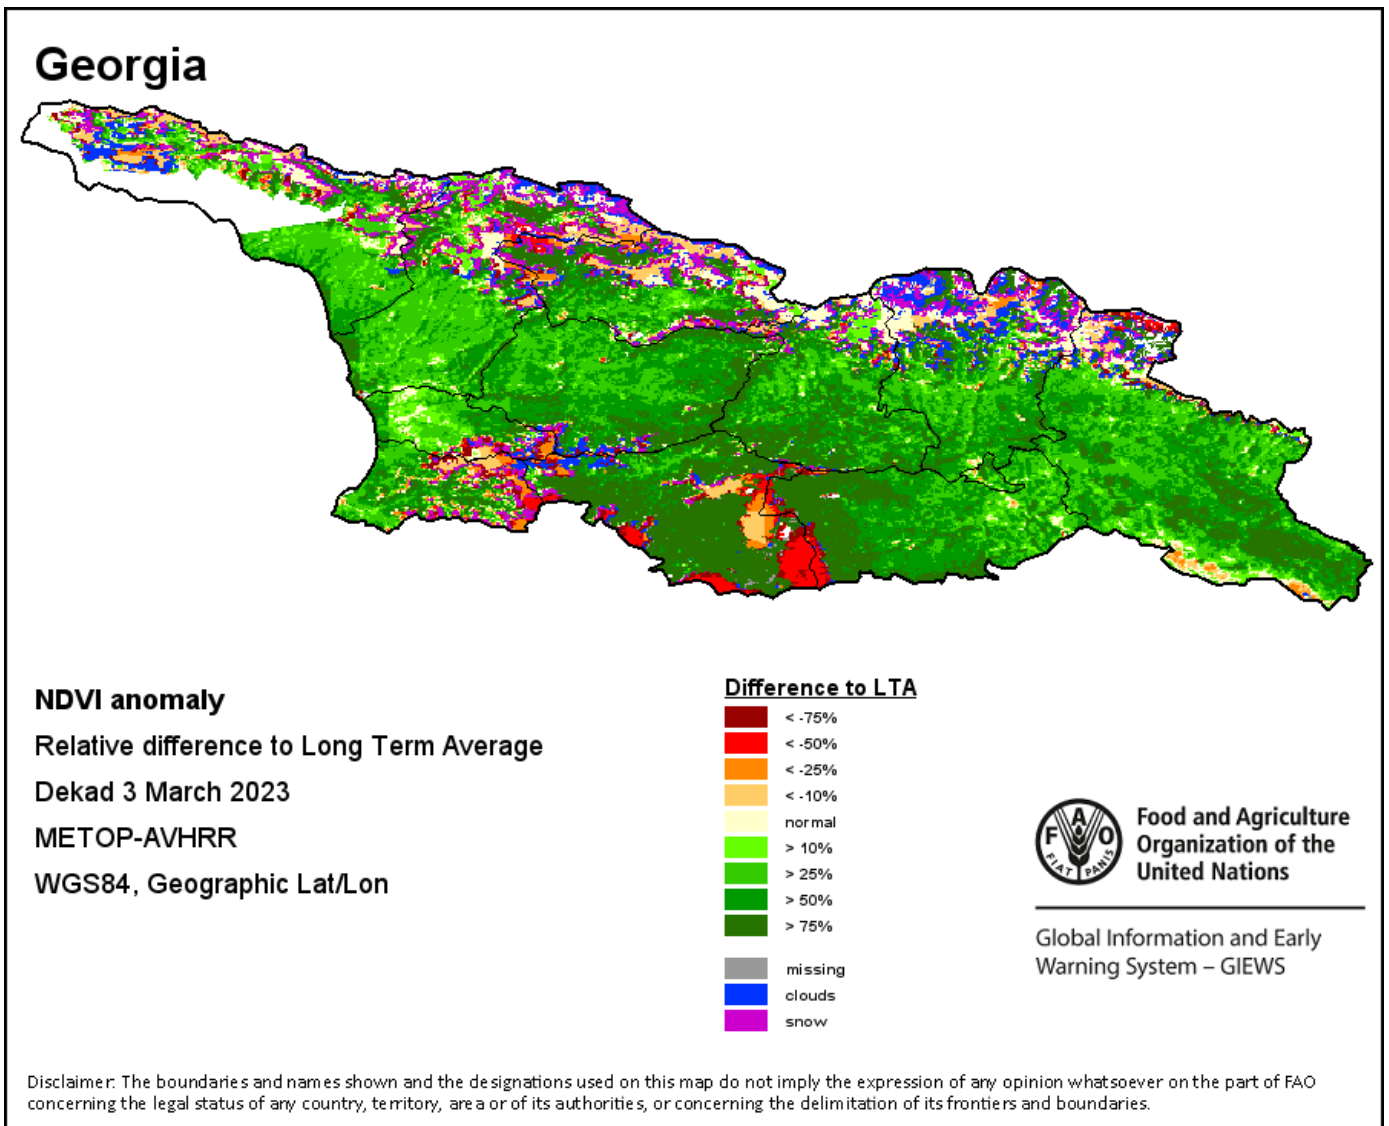 Georgia
NDVI anomaly
Relative difference to Long Term Average
Dekad 3 March 2023
METOP-AVHRR
WGS84, Geographic Lat/Lon
Difference to LTA
< -75%
< -50%
< -25%
< -10%
normal
> 10%
> 25%
> 50%
> 75%
missing
clouds
snow
F A O
FIAT PANIS
Food and Agriculture
Organization of the
United Nations
Global Information and Early
Warning System – GIEWS
Disclaimer: The boundaries and names shown and the designations used on this map do not imply the expression of any opinion whatsoever on the part of FAO
concerning the legal status of any country, territory, area or of its authorities, or concerning the delimitation of its frontiers and boundaries.